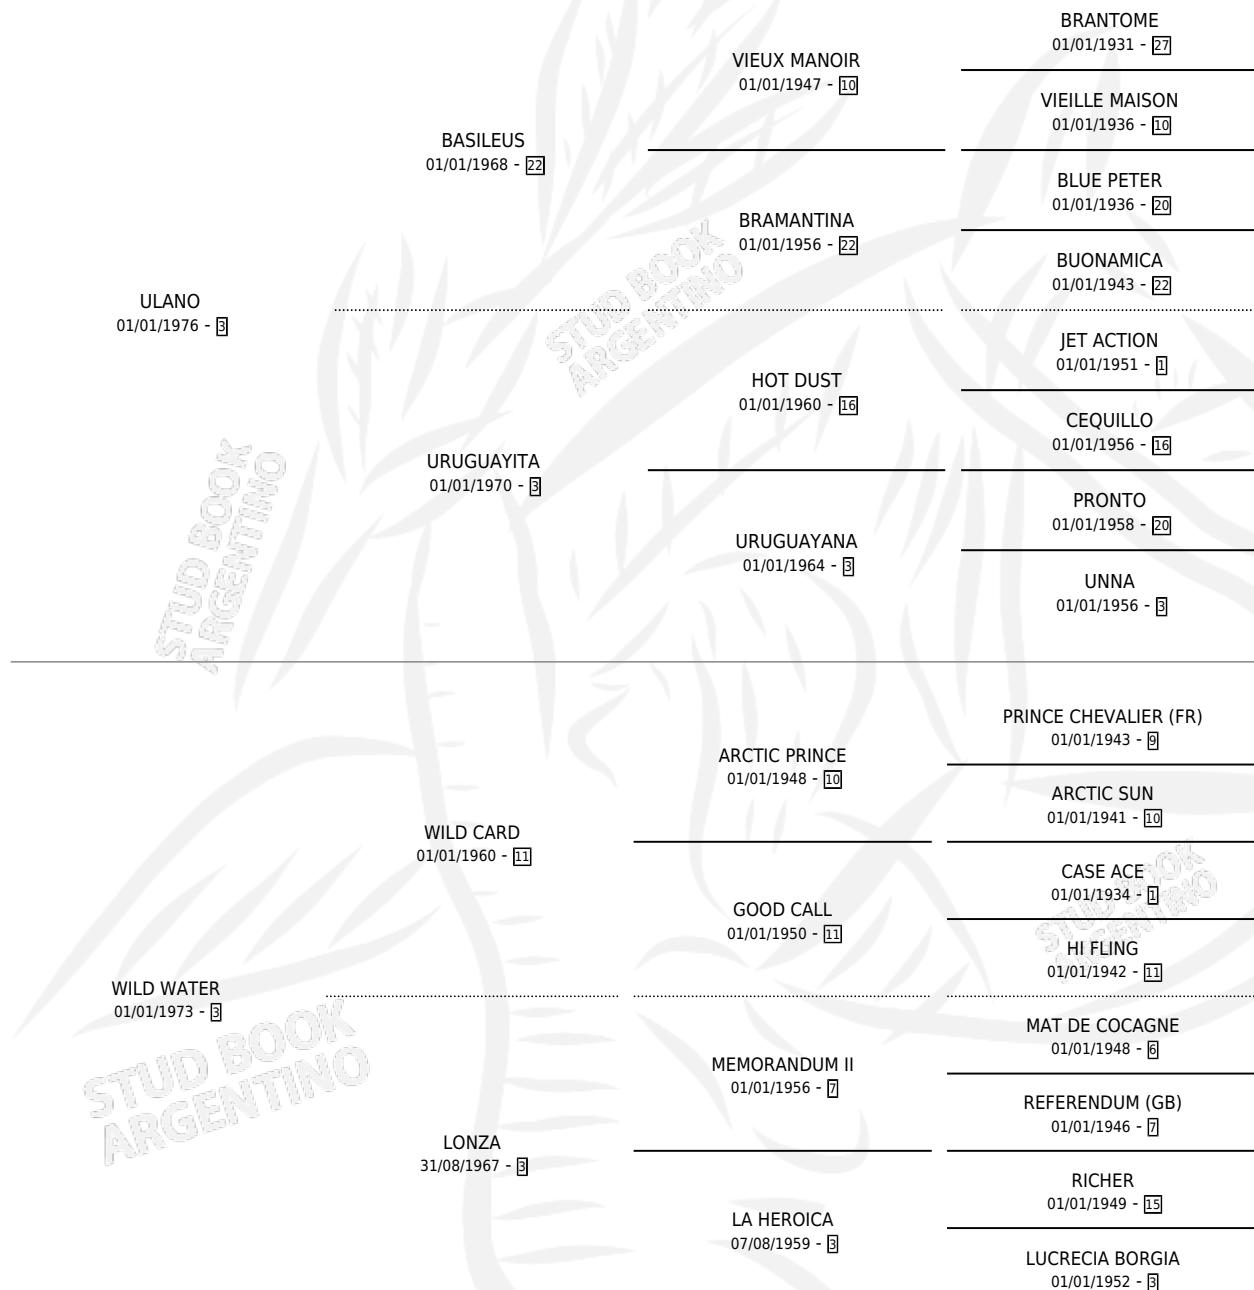 BRANTOME
01/01/1931 - 27
VIEUX MANOIR
01/01/1947 - 10
VIEILLE MAISON
01/01/1936 - 10
BASILEUS
01/01/1968 - 22
BLUE PETER
01/01/1936 - 20
BRAMANTINA
01/01/1956 - 22
BUONAMICA
01/01/1943 - 22
STUD BOOK
ARGENTINO
ULANO
01/01/1976 - 3
JET ACTION
01/01/1951 - 1
HOT DUST
01/01/1960 - 16
CEQUILLO
01/01/1956 - 16
URUGUAYITA
01/01/1970 - 3
PRONTO
01/01/1958 - 20
URUGUAYANA
01/01/1964 - 3
UNNA
01/01/1956 - 3
STUD BOOK
ARGENTINO
PRINCE CHEVALIER (FR)
01/01/1943 - 9
ARCTIC PRINCE
01/01/1948 - 10
ARCTIC SUN
01/01/1941 - 10
WILD CARD
01/01/1960 - 11
CASE ACE
01/01/1934 - 1
GOOD CALL
01/01/1950 - 11
STUD BOOK
ARGENTINO
HI FLING
01/01/1942 - 11
WILD WATER
01/01/1973 - 3
MAT DE COCAGNE
01/01/1948 - 6
MEMORANDUM II
01/01/1956 - 7
STUD BOOK
ARGENTINO
REFERENDUM (GB)
01/01/1946 - 7
LONZA
31/08/1967 - 3
RICHER
01/01/1949 - 15
LA HEROICA
07/08/1959 - 3
LUCRECIA BORGIA
01/01/1952 - 3